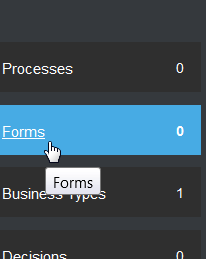 Processes 0
Forms 0
Forms
Business Types 1
Decisions 0